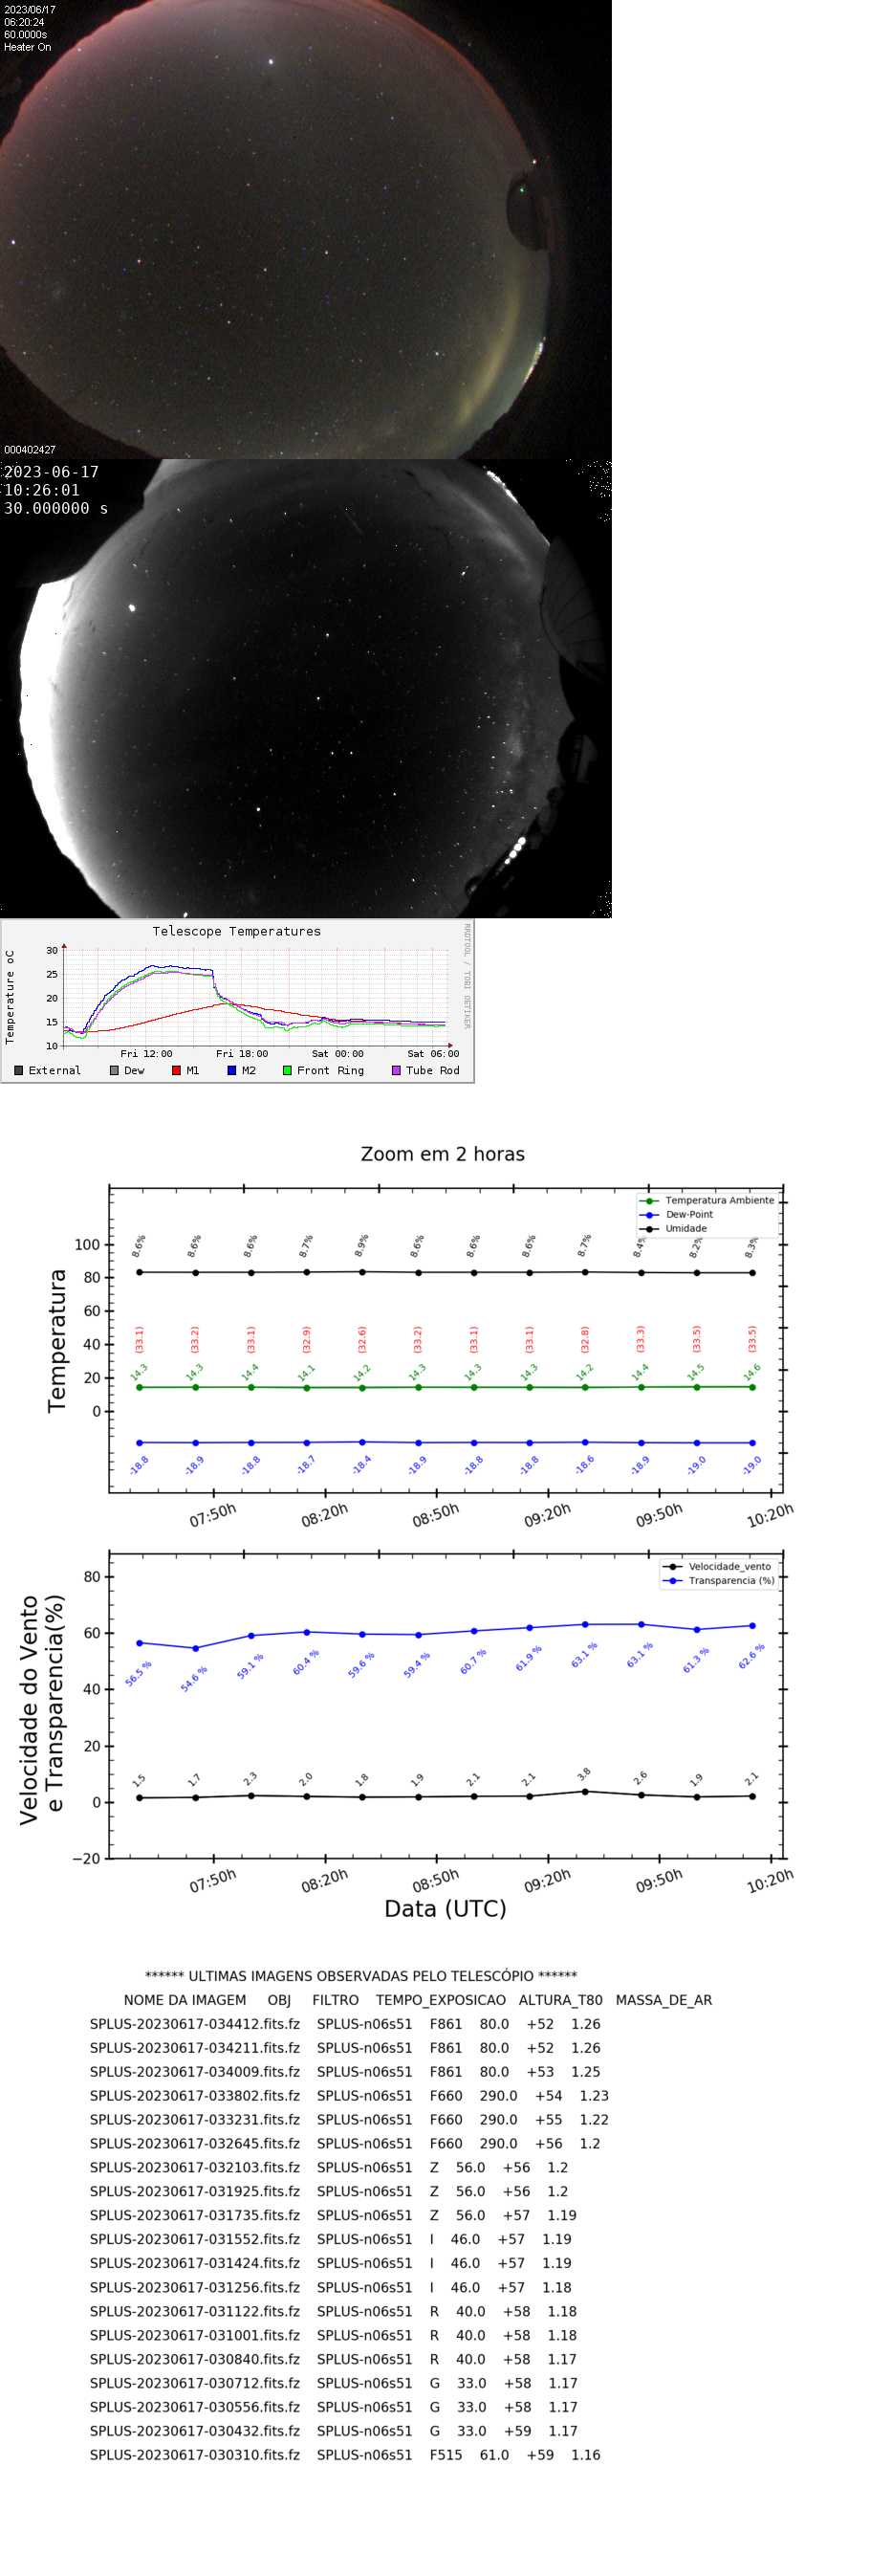 2023/06/17
06:20:24
60.0000s
Heater On
000402427
2023-06-17
10:26:01
30.000000 s
Telescope Temperatures
RRDTOOL / TOBI OETIKER
Temperature oC
30
25
20
15
10
Fri 12:00 Fri 18:00 Sat 00:00 Sat 06:00
External Dew M1 M2 Front Ring Tube Rod
Zoom em 2 horas
Temperatura Ambiente
Dew-Point
Umidade
Temperatura
100
80
60
40
20
0
8.6% 8.6% 8.6% 8.7% 8.9% 8.6% 8.6% 8.6% 8.7% 8.4% 8.2% 8.3%
(33.1) (33.2) (33.1) (32.9) (32.6) (33.2) (33.1) (33.1) (32.8) (33.3) (33.5) (33.5)
14.3 14.3 14.4 14.1 14.2 14.3 14.3 14.3 14.2 14.4 14.5 14.6
-18.8 -18.9 -18.8 -18.7 -18.4 -18.9 -18.8 -18.8 -18.6 -18.9 -19.0 -19.0
07:50h 08:20h 08:50h 09:20h 09:50h 10:20h
Velocidade_vento
Transparencia (%)
Velocidade do Vento
e Transparencia(%)
80
60
40
20
0
−20
56.5 % 54.6 % 59.1 % 60.4 % 59.6 % 59.4 % 60.7 % 61.9 % 63.1 % 63.1 % 61.3 % 62.6 %
1.5 1.7 2.3 2.0 1.8 1.9 2.1 2.1 3.8 2.6 1.9 2.1
07:50h 08:20h 08:50h 09:20h 09:50h 10:20h
Data (UTC)
****** ULTIMAS IMAGENS OBSERVADAS PELO TELESCÓPIO ******
NOME DA IMAGEM OBJ FILTRO TEMPO_EXPOSICAO ALTURA_T80 MASSA_DE_AR
SPLUS-20230617-034412.fits.fz SPLUS-n06s51 F861 80.0 +52 1.26
SPLUS-20230617-034211.fits.fz SPLUS-n06s51 F861 80.0 +52 1.26
SPLUS-20230617-034009.fits.fz SPLUS-n06s51 F861 80.0 +53 1.25
SPLUS-20230617-033802.fits.fz SPLUS-n06s51 F660 290.0 +54 1.23
SPLUS-20230617-033231.fits.fz SPLUS-n06s51 F660 290.0 +55 1.22
SPLUS-20230617-032645.fits.fz SPLUS-n06s51 F660 290.0 +56 1.2
SPLUS-20230617-032103.fits.fz SPLUS-n06s51 Z 56.0 +56 1.2
SPLUS-20230617-031925.fits.fz SPLUS-n06s51 Z 56.0 +56 1.2
SPLUS-20230617-031735.fits.fz SPLUS-n06s51 Z 56.0 +57 1.19
SPLUS-20230617-031552.fits.fz SPLUS-n06s51 I 46.0 +57 1.19
SPLUS-20230617-031424.fits.fz SPLUS-n06s51 I 46.0 +57 1.19
SPLUS-20230617-031256.fits.fz SPLUS-n06s51 I 46.0 +57 1.18
SPLUS-20230617-031122.fits.fz SPLUS-n06s51 R 40.0 +58 1.18
SPLUS-20230617-031001.fits.fz SPLUS-n06s51 R 40.0 +58 1.18
SPLUS-20230617-030840.fits.fz SPLUS-n06s51 R 40.0 +58 1.17
SPLUS-20230617-030712.fits.fz SPLUS-n06s51 G 33.0 +58 1.17
SPLUS-20230617-030556.fits.fz SPLUS-n06s51 G 33.0 +58 1.17
SPLUS-20230617-030432.fits.fz SPLUS-n06s51 G 33.0 +59 1.17
SPLUS-20230617-030310.fits.fz SPLUS-n06s51 F515 61.0 +59 1.16